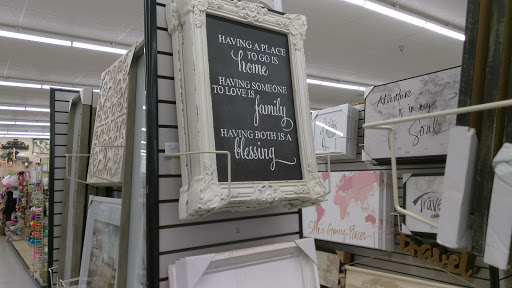 HAVING A PLACE
TO GO IS
home
HAVING SOMEONE
TO LOVE IS
family
HAVING BOTH IS A
blessing
Adventure
is in my
Soul
She's Going Places
Travel
travel